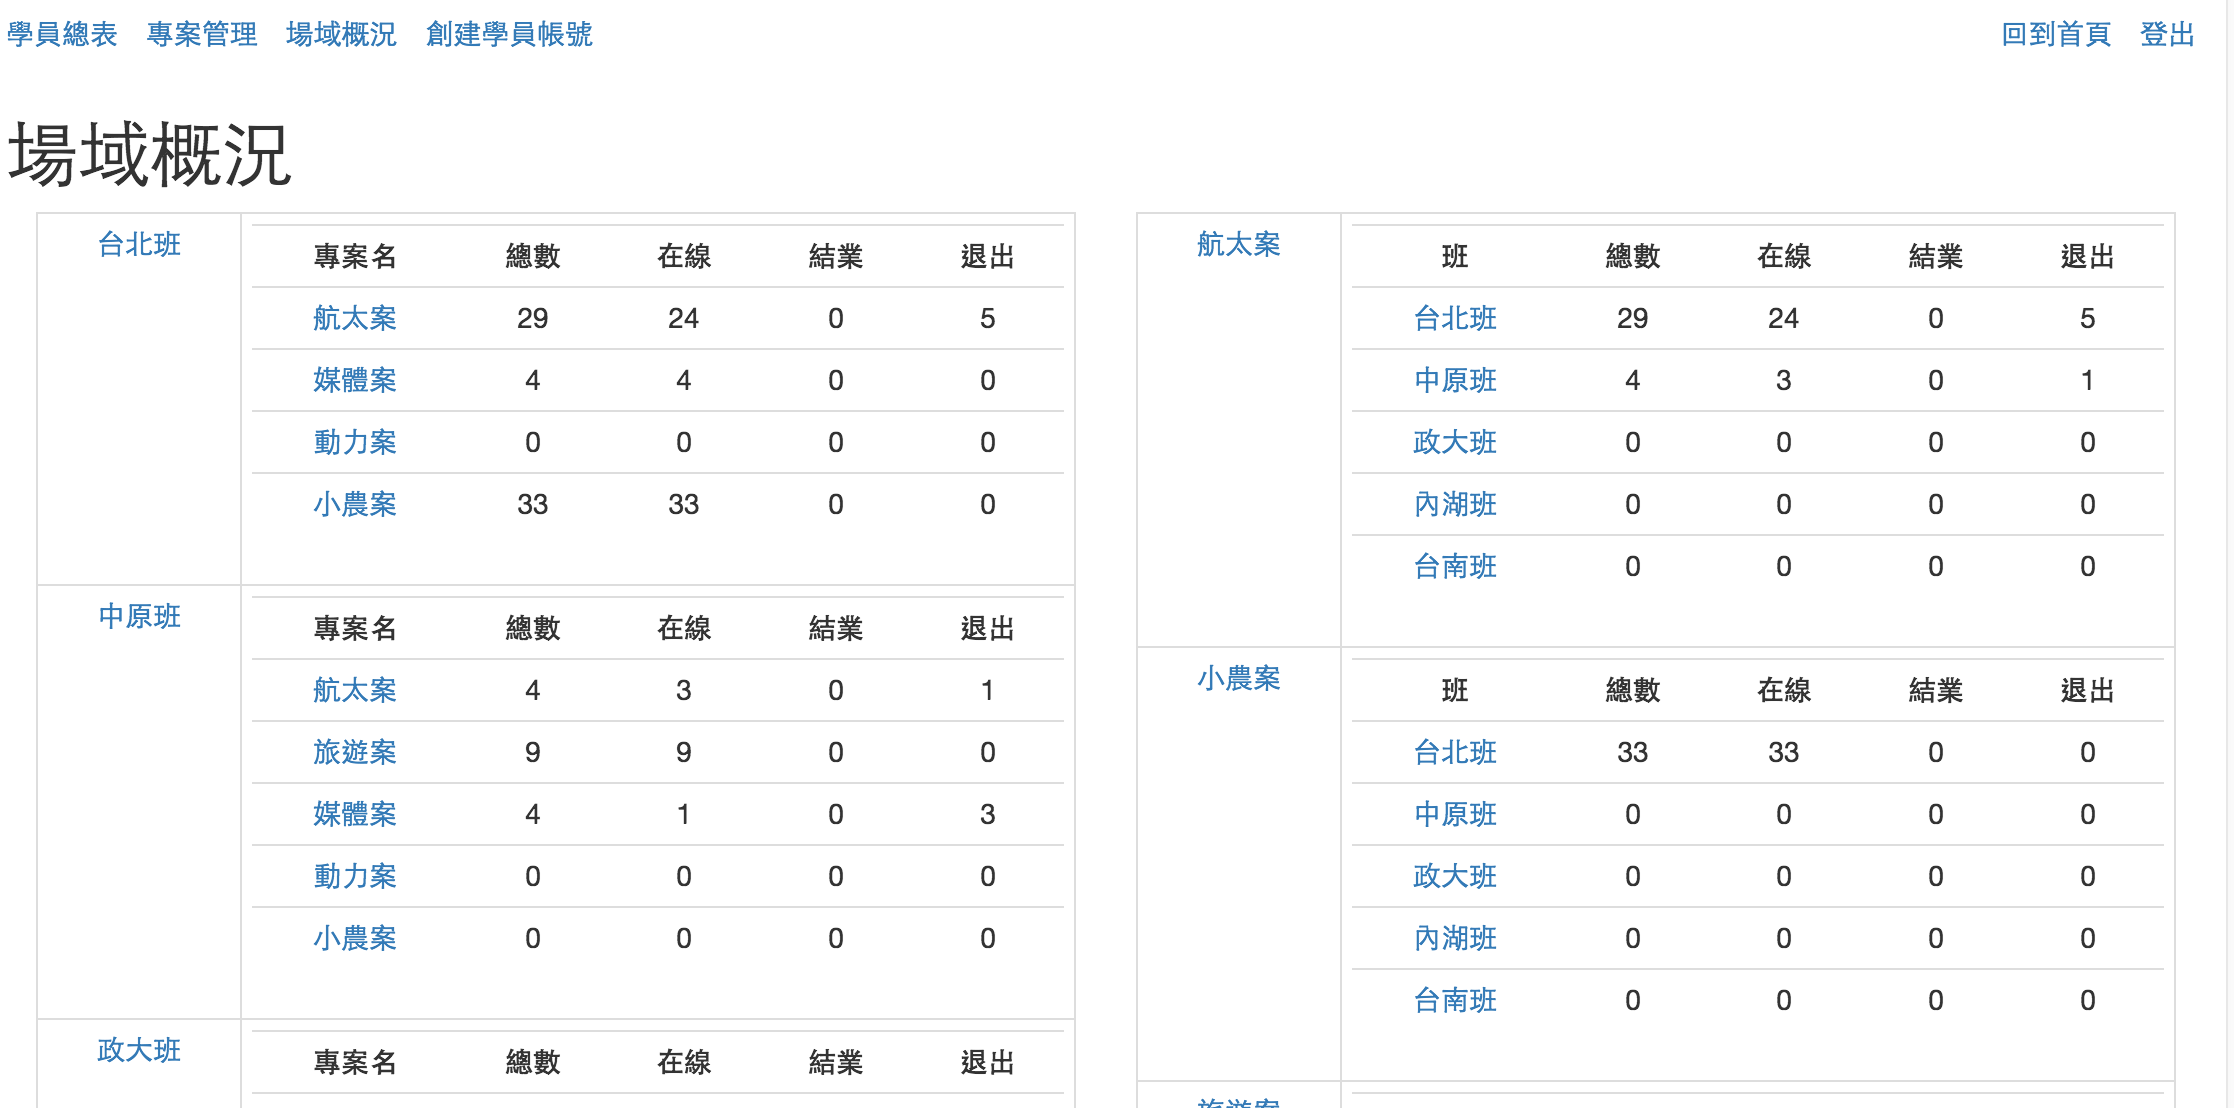 學員總表 專案管理 場域概況 創建學員帳號 回到首頁 登出
場域概況
台北班
專案名 總數 在線 結業 退出
航太案 29 24 0 5
媒體案 4 4 0 0
動力案 0 0 0 0
小農案 33 33 0 0
中原班
專案名 總數 在線 結業 退出
航太案 4 3 0 1
旅遊案 9 9 0 0
媒體案 4 1 0 3
動力案 0 0 0 0
小農案 0 0 0 0
政大班
專案名 總數 在線 結業 退出
航太案
班 總數 在線 結業 退出
台北班 29 24 0 5
中原班 4 3 0 1
政大班 0 0 0 0
內湖班 0 0 0 0
台南班 0 0 0 0
小農案
班 總數 在線 結業 退出
台北班 33 33 0 0
中原班 0 0 0 0
政大班 0 0 0 0
內湖班 0 0 0 0
台南班 0 0 0 0
旅遊案